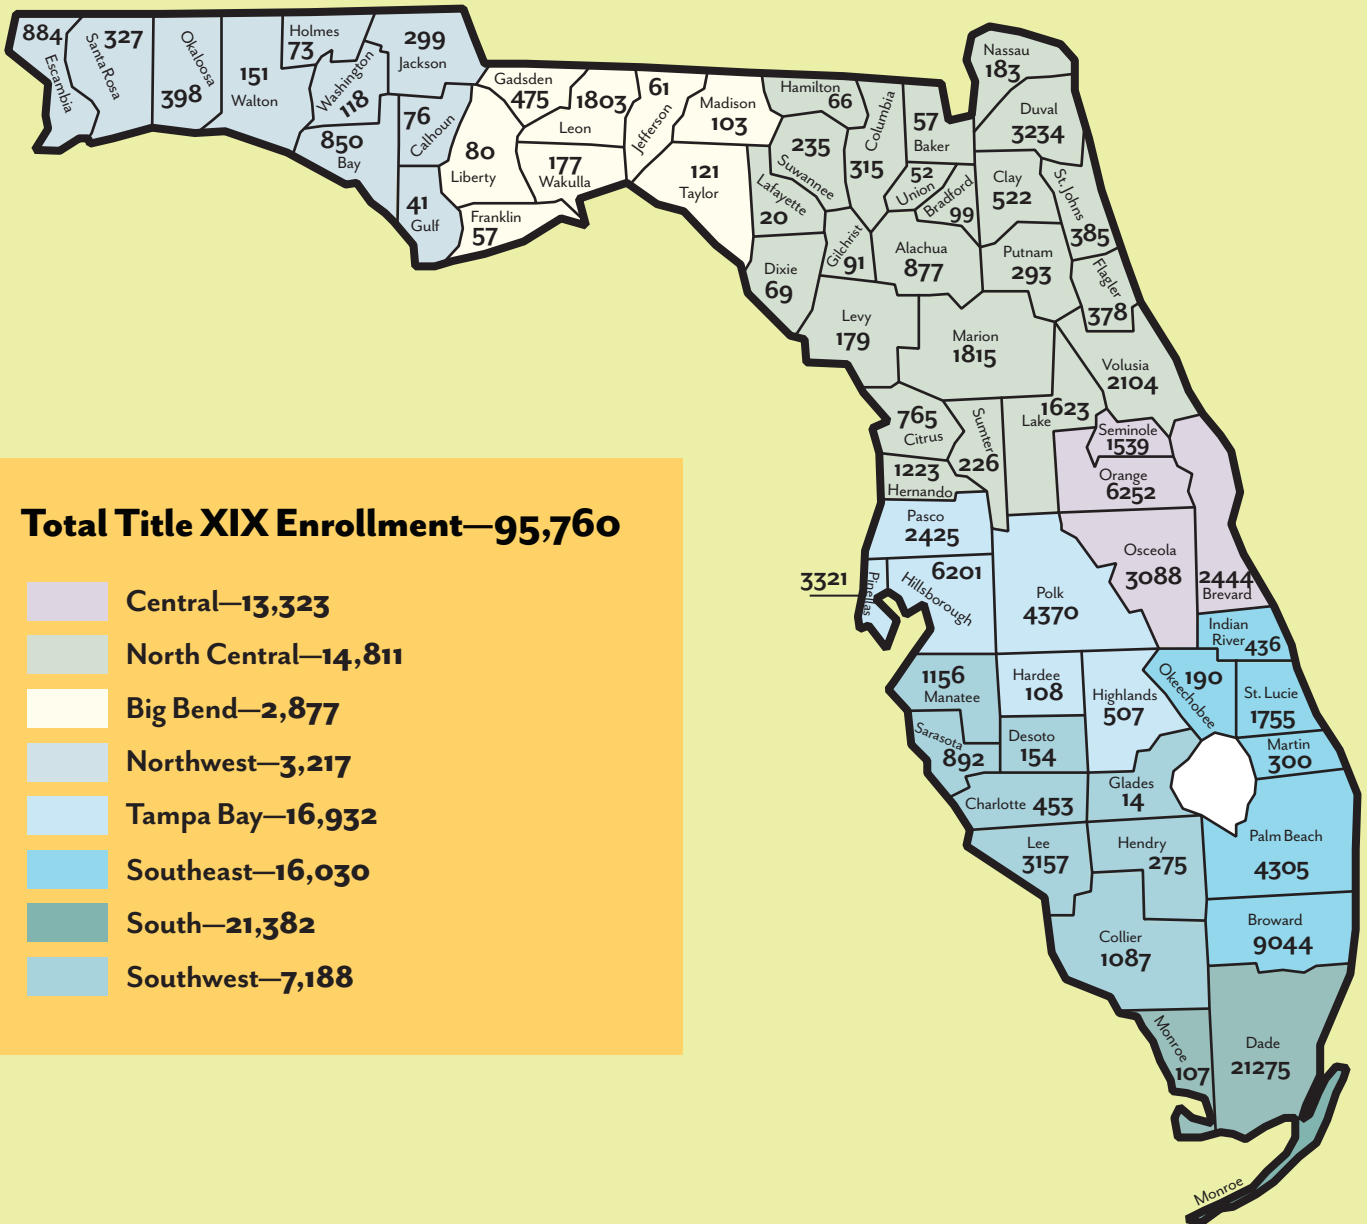 884
Escambia
Santa Rosa
327
Okaloosa
398
151
Walton
Holmes
73
Washington
118
299
Jackson
850
Bay
76
Calhoun
41
Gulf
Gadsden
475
80
Liberty
Franklin
57
1803
Leon
177
Wakulla
61
Jefferson
Madison
103
121
Taylor
Hamilton
66
235
Suwannee
Lafayette
20
Dixie
69
Columbia
315
Gilchrist
91
57
Baker
52
Union
Bradford
99
Nassau
183
Duval
3234
Clay
522
St. Johns
385
Alachua
877
Putnam
293
Flagler
378
Levy
179
Marion
1815
Volusia
2104
765
Citrus
Sumter
226
Lake
1623
1223
Hernando
Seminole
1539
Orange
6252
Osceola
3088
2444
Brevard
Pasco
2425
3321
Pinellas
6201
Hillsborough
Polk
4370
Indian
River 436
1156
Manatee
Hardee
108
Highlands
507
Okeechobee
190
St. Lucie
1755
Sarasota
892
Desoto
154
Martin
300
Charlotte 453
Glades
14
Palm Beach
4305
Lee
3157
Hendry
275
Collier
1087
Broward
9044
Monroe
107
Dade
21275
Monroe
Total Title XIX Enrollment—95,760
Central—13,323
North Central—14,811
Big Bend—2,877
Northwest—3,217
Tampa Bay—16,932
Southeast—16,030
South—21,382
Southwest—7,188